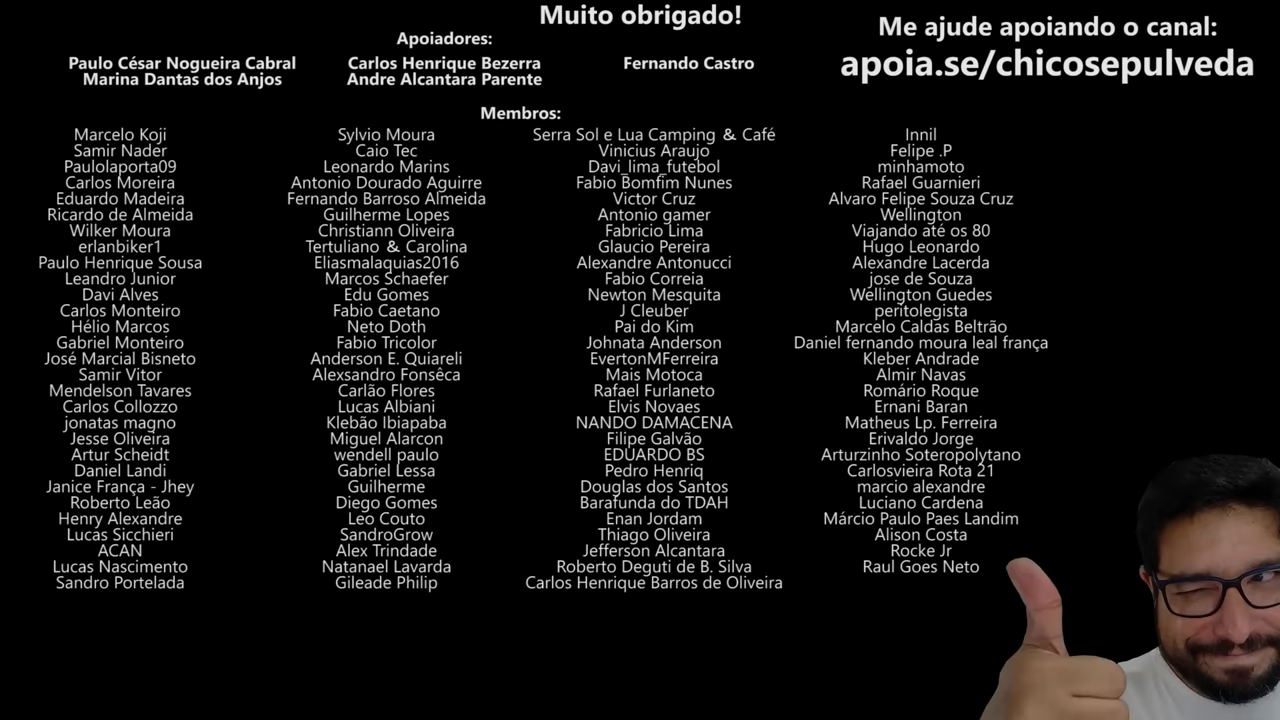 Muito obrigado!
Me ajude apoiando o canal:
apoia.se/chicosepulveda
Apoiadores:
Paulo César Nogueira Cabral
Marina Dantas dos Anjos
Carlos Henrique Bezerra
Andre Alcantara Parente
Fernando Castro
Membros:
Marcelo Koji
Samir Nader
Paulolaporta09
Carlos Moreira
Eduardo Madeira
Ricardo de Almeida
Wilker Moura
erlanbiker1
Paulo Henrique Sousa
Leandro Junior
Davi Alves
Carlos Monteiro
Hélio Marcos
Gabriel Monteiro
José Marcial Bisneto
Samir Vitor
Mendelson Tavares
Carlos Collozzo
jonatas magno
Jesse Oliveira
Artur Scheidt
Daniel Landi
Janice França - Jhey
Roberto Leão
Henry Alexandre
Lucas Sicchieri
ACAN
Lucas Nascimento
Sandro Portelada
Sylvio Moura
Caio Tec
Leonardo Marins
Antonio Dourado Aguirre
Fernando Barroso Almeida
Guilherme Lopes
Christiann Oliveira
Tertuliano & Carolina
Eliasmalaquias2016
Marcos Schaefer
Edu Gomes
Fabio Caetano
Neto Doth
Fabio Tricolor
Anderson E. Quiareli
Alexsandro Fonsêca
Carlão Flores
Lucas Albiani
Klebão Ibiapaba
Miguel Alarcon
wendell paulo
Gabriel Lessa
Guilherme
Diego Gomes
Leo Couto
SandroGrow
Alex Trindade
Natanael Lavarda
Gileade Philip
Serra Sol e Lua Camping & Café
Vinicius Araujo
Davi_lima_futebol
Fabio Bomfim Nunes
Victor Cruz
Antonio gamer
Fabricio Lima
Glaucio Pereira
Alexandre Antonucci
Fabio Correia
Newton Mesquita
J Cleuber
Pai do Kim
Johnata Anderson
EvertonMFerreira
Mais Motoca
Rafael Furlaneto
Elvis Novaes
NANDO DAMACENA
Filipe Galvão
EDUARDO BS
Pedro Henriq
Douglas dos Santos
Barafunda do TDAH
Enan Jordam
Thiago Oliveira
Jefferson Alcantara
Roberto Deguti de B. Silva
Carlos Henrique Barros de Oliveira
Innil
Felipe .P
minhamoto
Rafael Guarnieri
Alvaro Felipe Souza Cruz
Wellington
Viajando até os 80
Hugo Leonardo
Alexandre Lacerda
jose de Souza
Wellington Guedes
peritolegista
Marcelo Caldas Beltrão
Daniel fernando moura leal frança
Kleber Andrade
Almir Navas
Romário Roque
Ernani Baran
Matheus Lp. Ferreira
Erivaldo Jorge
Arturzinho Soteropolytano
Carlosvieira Rota 21
marcio alexandre
Luciano Cardena
Márcio Paulo Paes Landim
Alison Costa
Rocke Jr
Raul Goes Neto